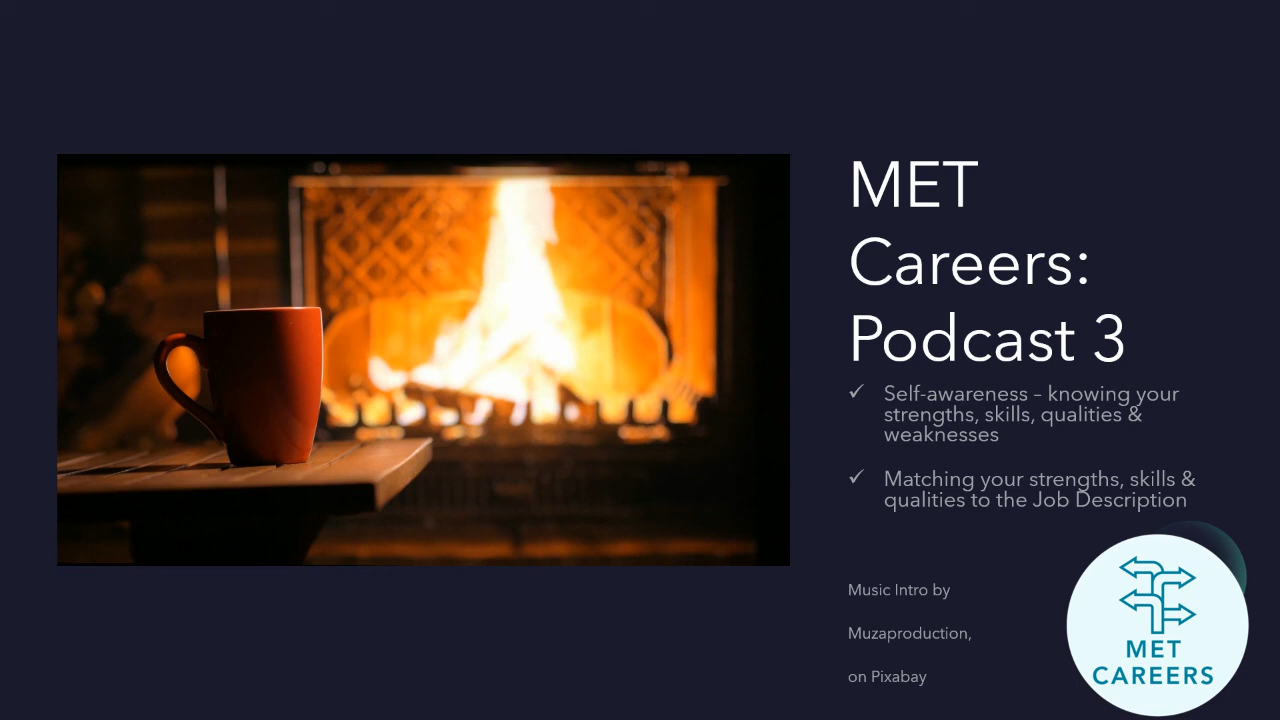 MET
Careers:
Podcast 3
✓ Self-awareness – knowing your
strengths, skills, qualities &
weaknesses
✓ Matching your strengths, skills &
qualities to the Job Description
Music Intro by
Muzaproduction,
on Pixabay
MET
CAREERS